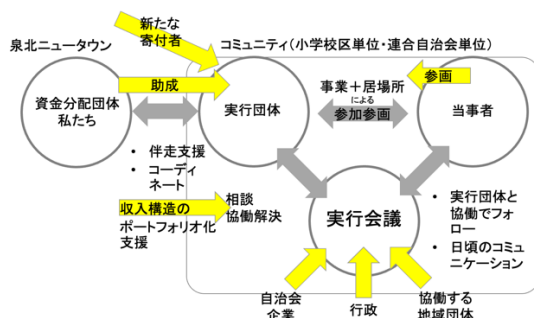 新たな
寄付者
コミュニティ(小学校区単位・連合自治会単位)
泉北ニュータウン
助成
参画
資金分配団体
私たち
実行団体
事業+居場所
による
参加参画
当事者
• 伴走支援
• コーディ
ネート
収入構造の
ポートフォリオ化
支援
相談
協働解決
実行会議
• 実行団体と
協働でフォ
ロー
• 日頃のコミュ
ニケーション
自治会
企業
行政
協働する
地域団体